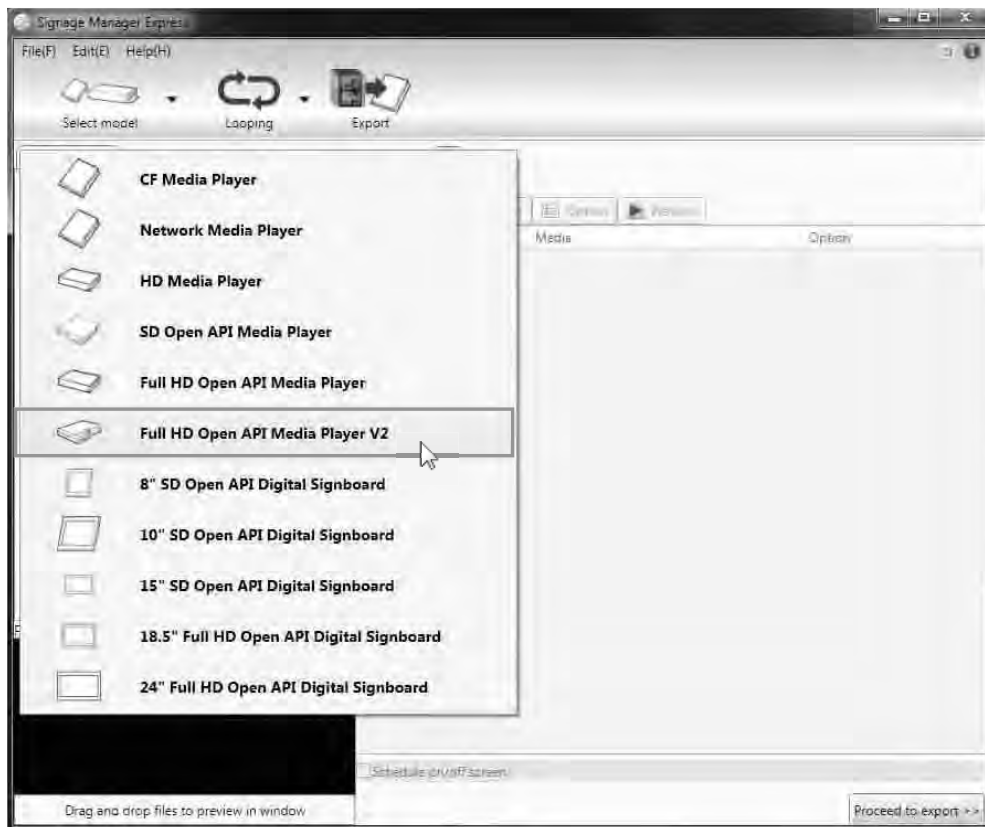 Signage Manager Express
File(F) Edit(E) Help(H)
Select model
Looping
Export
CF Media Player
Network Media Player
HD Media Player
SD Open API Media Player
Full HD Open API Media Player
Full HD Open API Media Player V2
8" SD Open API Digital Signboard
10" SD Open API Digital Signboard
15" SD Open API Digital Signboard
18.5" Full HD Open API Digital Signboard
24" Full HD Open API Digital Signboard
Option
Media Option
Schedule on/off screen
Drag and drop files to preview in window
Proceed to export >>